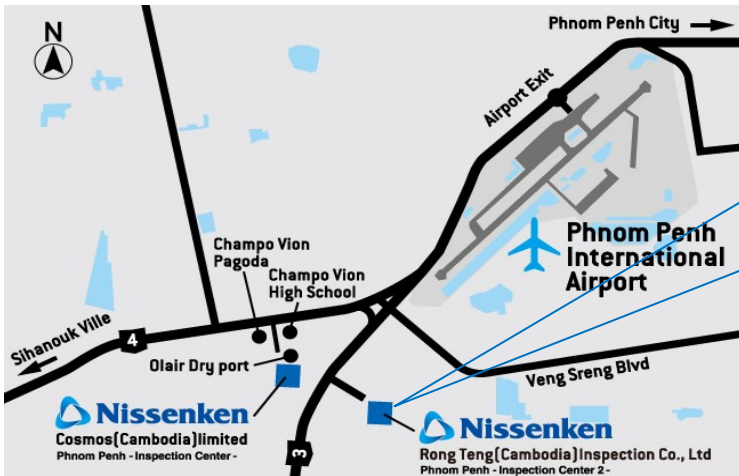 N
Phnom Penh City
Airport Exit
Phnom Penh
International
Airport
Champo Vion
Pagoda
Champo Vion
High School
Sihanouk Ville
4
Olair Dry port
Veng Sreng Blvd
3
Nissenken
Cosmos(Cambodia)limited
Phnom Penh - Inspection Center -
Nissenken
Rong Teng(Cambodia)Inspection Co., Ltd
Phnom Penh - Inspection Center 2 -